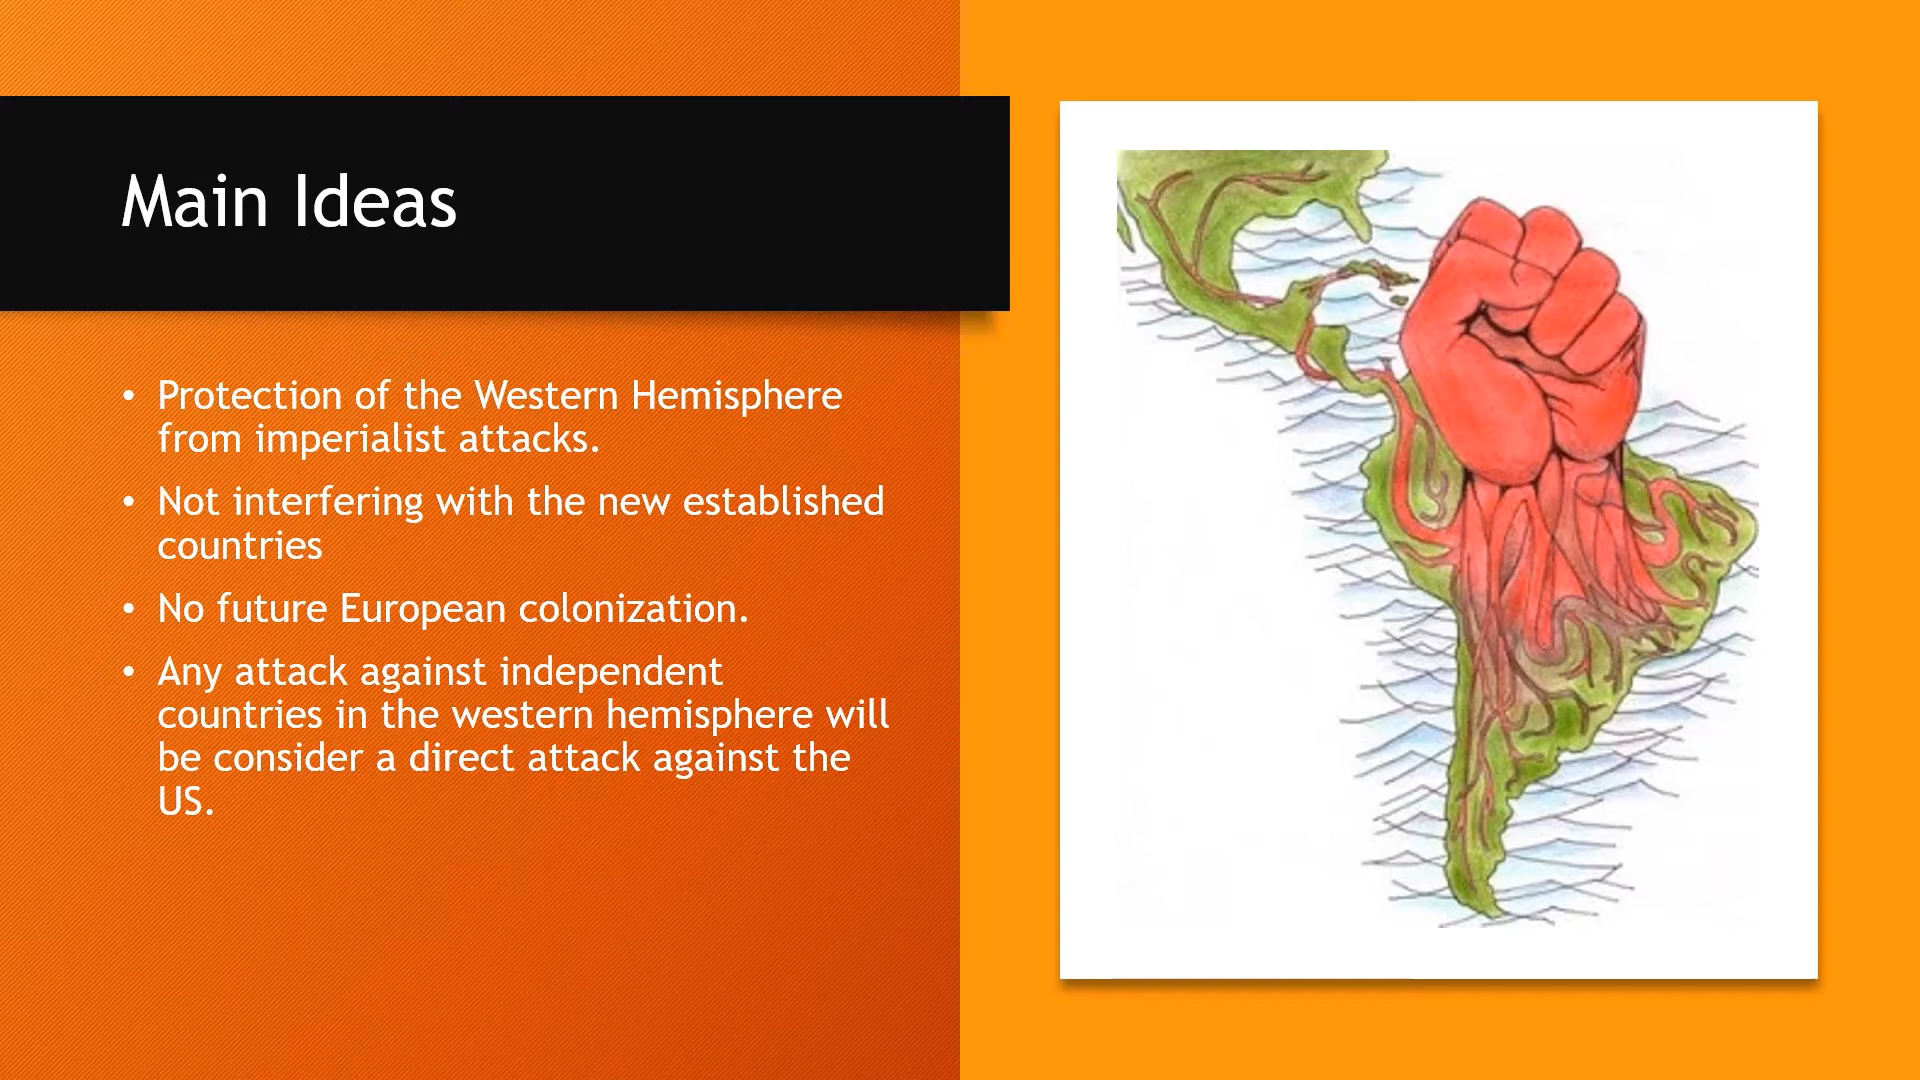 Main Ideas
• Protection of the Western Hemisphere
from imperialist attacks.
• Not interfering with the new established
countries
• No future European colonization.
• Any attack against independent
countries in the western hemisphere will
be consider a direct attack against the
US.